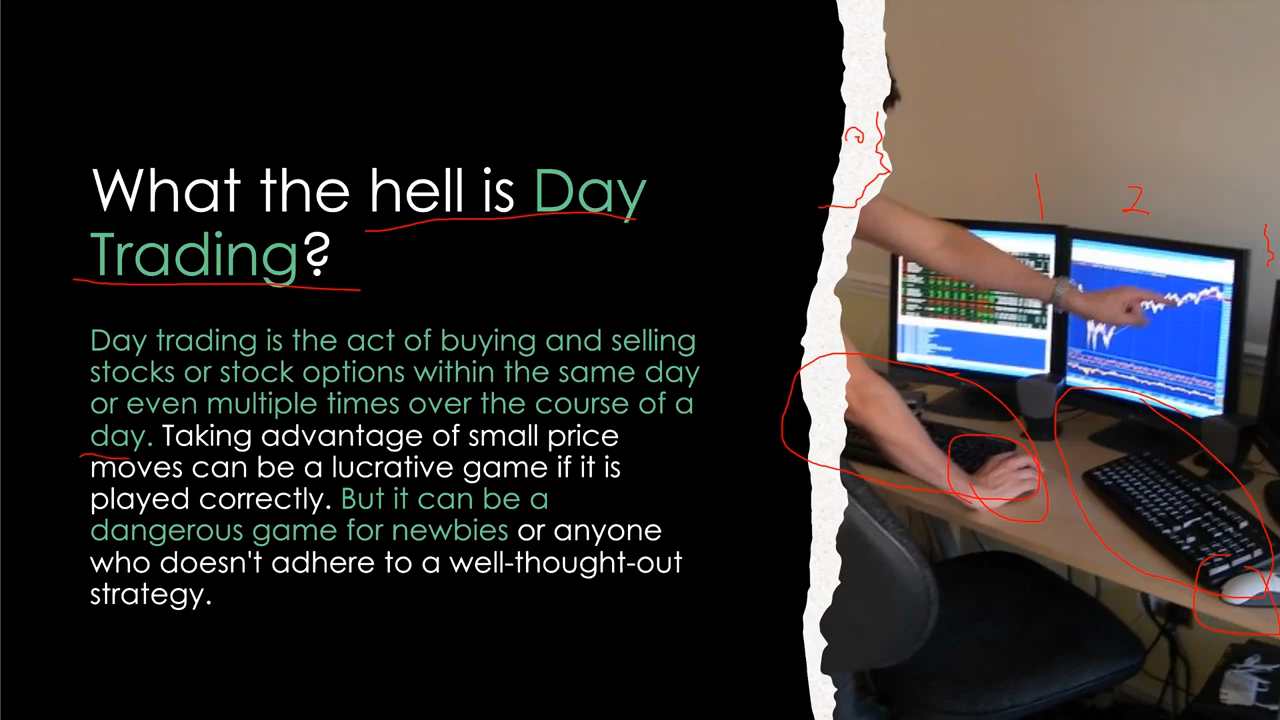 What the hell is Day
Trading?
Day trading is the act of buying and selling
stocks or stock options within the same day
or even multiple times over the course of a
day. Taking advantage of small price
moves can be a lucrative game if it is
played correctly. But it can be a
dangerous game for newbies or anyone
who doesn't adhere to a well-thought-out
strategy.
1 2